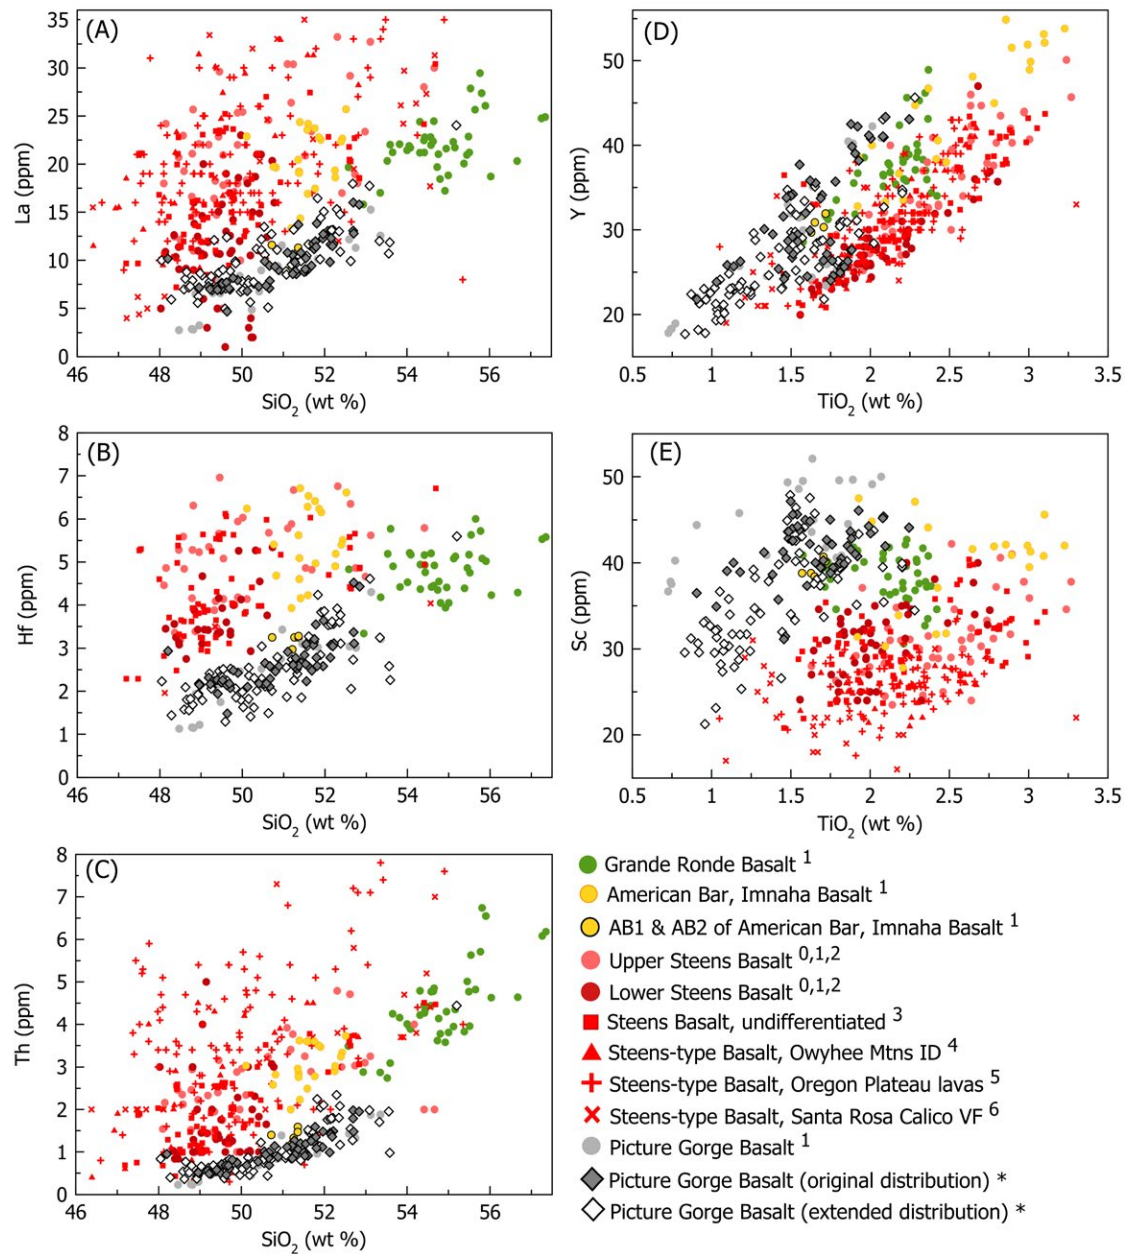 (A)
La (ppm)
35
30
25
20
15
10
5
0
46 48 50 52 54 56
SiO₂ (wt %)
(D)
Y (ppm)
50
40
30
20
0.5 1 1.5 2 2.5 3 3.5
TiO₂ (wt %)
(B)
Hf (ppm)
8
7
6
5
4
3
2
1
0
46 48 50 52 54 56
SiO₂ (wt %)
(E)
Sc (ppm)
50
40
30
20
0.5 1 1.5 2 2.5 3 3.5
TiO₂ (wt %)
(C)
Th (ppm)
8
7
6
5
4
3
2
1
0
46 48 50 52 54 56
SiO₂ (wt %)
Grande Ronde Basalt ¹
American Bar, Imnaha Basalt ¹
AB1 & AB2 of American Bar, Imnaha Basalt ¹
Upper Steens Basalt ⁰,¹,²
Lower Steens Basalt ⁰,¹,²
Steens Basalt, undifferentiated ³
Steens-type Basalt, Owyhee Mtns ID ⁴
Steens-type Basalt, Oregon Plateau lavas ⁵
Steens-type Basalt, Santa Rosa Calico VF ⁶
Picture Gorge Basalt ¹
Picture Gorge Basalt (original distribution) *
Picture Gorge Basalt (extended distribution) *